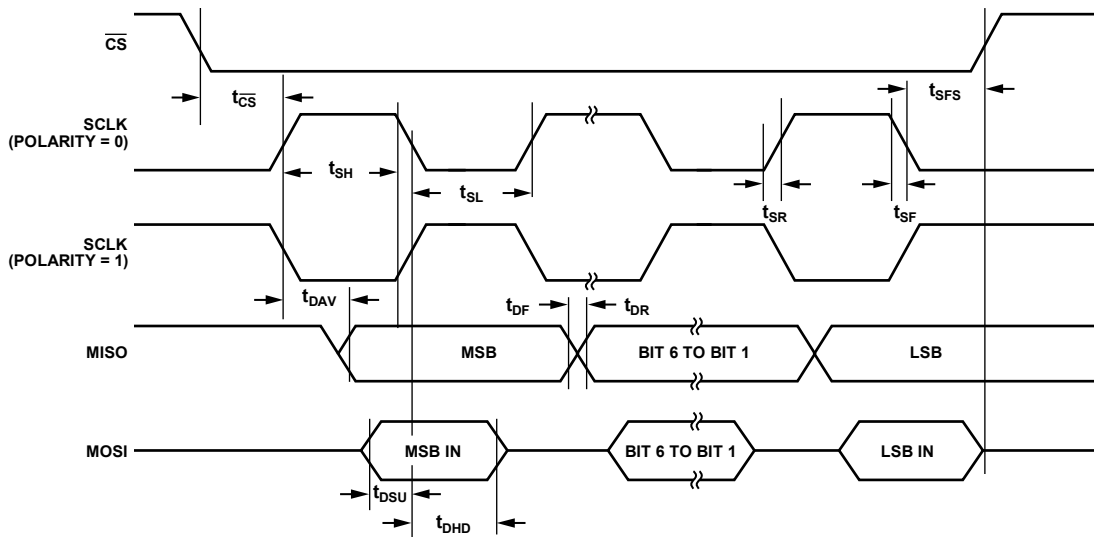 CS
tCS
tSFS
SCLK
(POLARITY = 0)
tSH
tSL
tSR
tSF
SCLK
(POLARITY = 1)
tDAV
tDF
tDR
MISO
MSB
BIT 6 TO BIT 1
LSB
MOSI
MSB IN
BIT 6 TO BIT 1
LSB IN
tDSU
tDHD